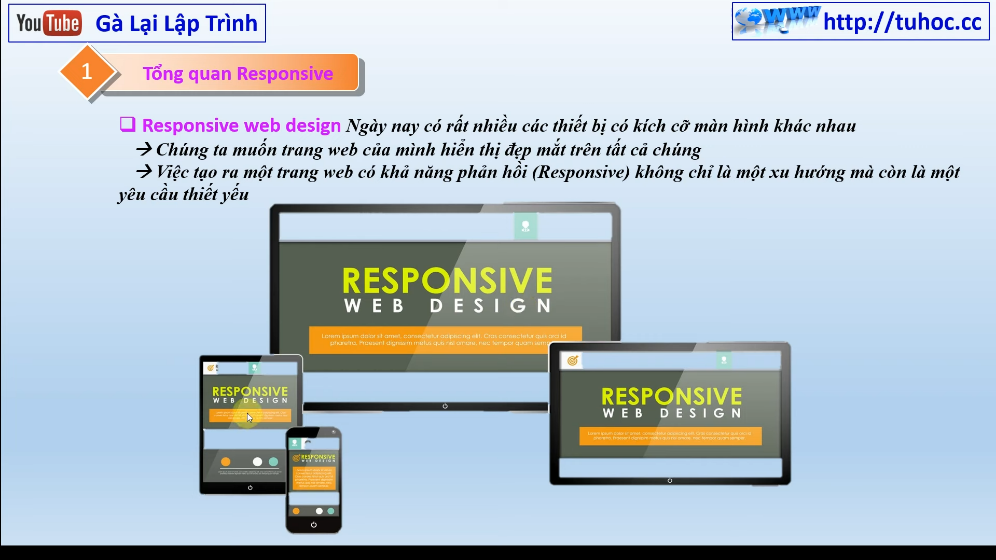 YouTube Gà Lại Lập Trình
http://tuhoc.cc
1 Tổng quan Responsive
Responsive web design Ngày nay có rất nhiều các thiết bị có kích cỡ màn hình khác nhau
→ Chúng ta muốn trang web của mình hiển thị đẹp mắt trên tất cả chúng
→ Việc tạo ra một trang web có khả năng phản hồi (Responsive) không chỉ là một xu hướng mà còn là một
yêu cầu thiết yếu
RESPONSIVE
WEB DESIGN
Lorem ipsum dolor sit amet, consectetur adipiscing elit. Cras consectetur quis orci id
pharetra. Praesent dignissim metus quis nel ornare, nec tempor quam
RESPONSIVE
WEB DESIGN
RESPONSIVE
WEB DESIGN
RESPONSIVE
WEB DESIGN